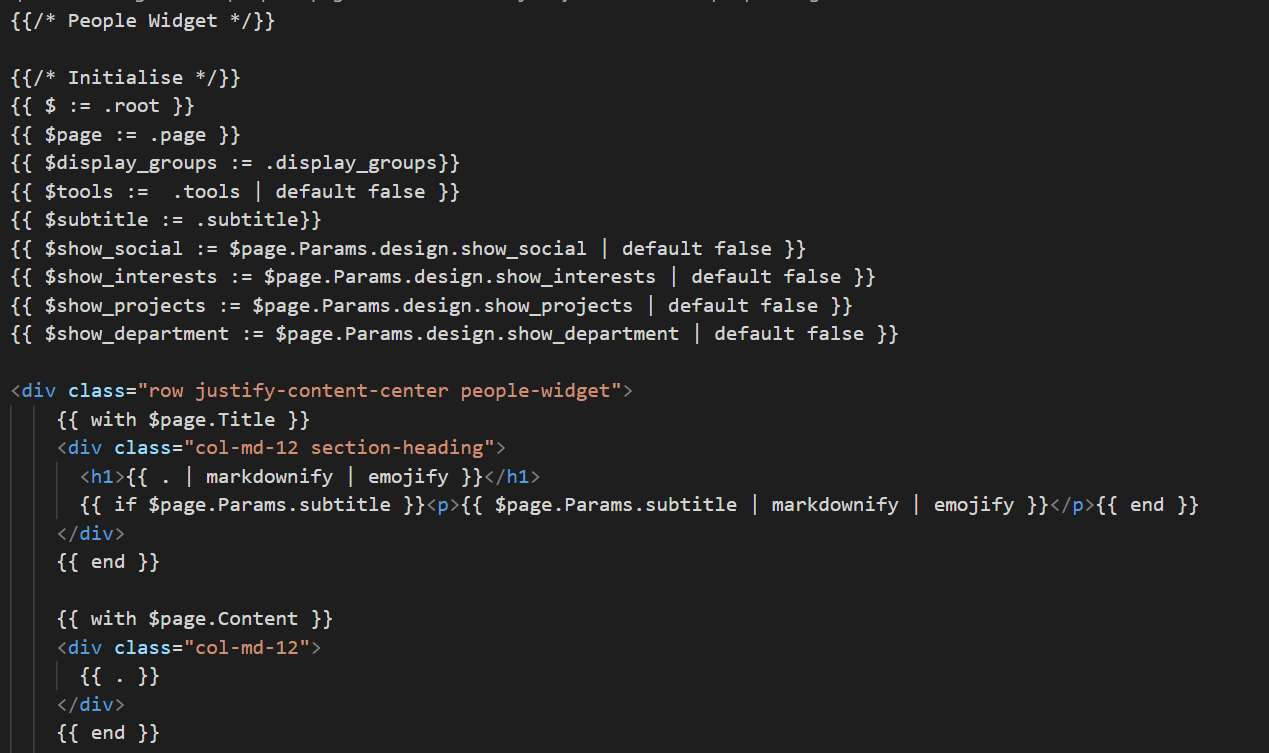 {{/* People Widget */}}
{{/* Initialise */}}
{{ $ := .root }}
{{ $page := .page }}
{{ $display_groups := .display_groups}}
{{ $tools :=  .tools | default false }}
{{ $subtitle := .subtitle}}
{{ $show_social := $page.Params.design.show_social | default false }}
{{ $show_interests := $page.Params.design.show_interests | default false }}
{{ $show_projects := $page.Params.design.show_projects | default false }}
{{ $show_department := $page.Params.design.show_department | default false }}
<div class="row justify-content-center people-widget">
    {{ with $page.Title }}
    <div class="col-md-12 section-heading">
      <h1>{{ . | markdownify | emojify }}</h1>
      {{ if $page.Params.subtitle }}<p>{{ $page.Params.subtitle | markdownify | emojify }}</p>{{ end }}
    </div>
    {{ end }}
    {{ with $page.Content }}
    <div class="col-md-12">
      {{ . }}
    </div>
    {{ end }}